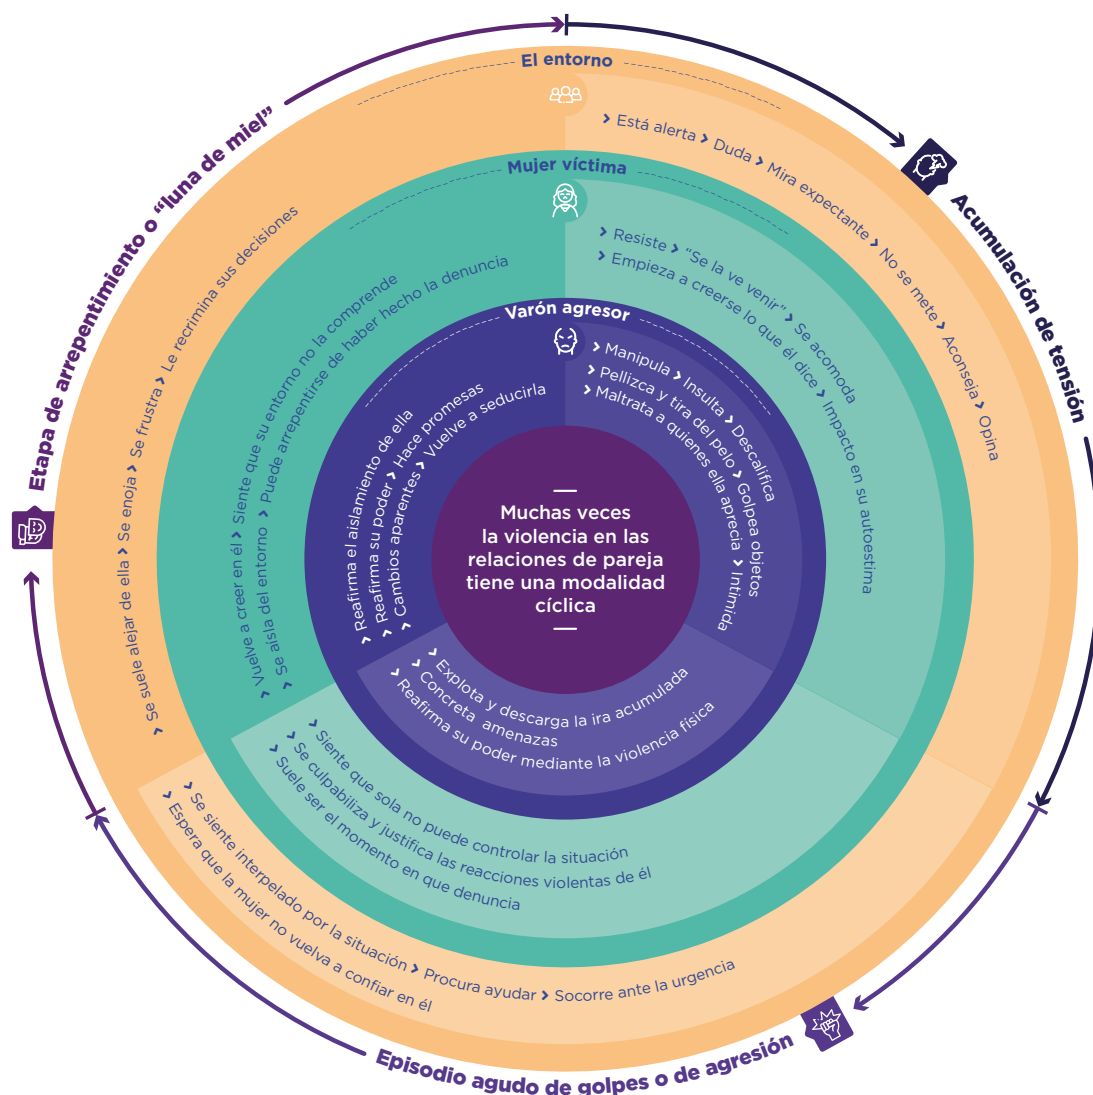 El entorno
Mujer víctima
Varón agresor
Muchas veces
la violencia en las
relaciones de pareja
tiene una modalidad
cíclica
Acumulación de tensión
Está alerta › Duda › Mira expectante › No se mete › Aconseja › Opina
Resiste › "Se la ve venir" › Se acomoda
Empieza a creerse lo que él dice › Impacto en su autoestima
Manipula › Insulta › Descalifica
Pellizca y tira del pelo › Golpea objetos
Maltrata a quienes ella aprecia › Intimida
Episodio agudo de golpes o de agresión
Explota y descarga la ira acumulada
Concreta amenazas
Reafirma su poder mediante la violencia física
Siente que sola no puede controlar la situación
Se culpabiliza y justifica las reacciones violentas de él
Suele ser el momento en que denuncia
Se siente interpelado por la situación › Procura ayudar › Socorre ante la urgencia
Espera que la mujer no vuelva a confiar en él
Etapa de arrepentimiento o “luna de miel”
Se suele alejar de ella › Se enoja › Se frustra › Le recrimina sus decisiones
Vuelve a creer en él › Siente que su entorno no la comprende
Se aisla del entorno › Puede arrepentirse de haber hecho la denuncia
Reafirma el aislamiento de ella
Reafirma su poder › Hace promesas
Cambios aparentes › Vuelve a seducirla